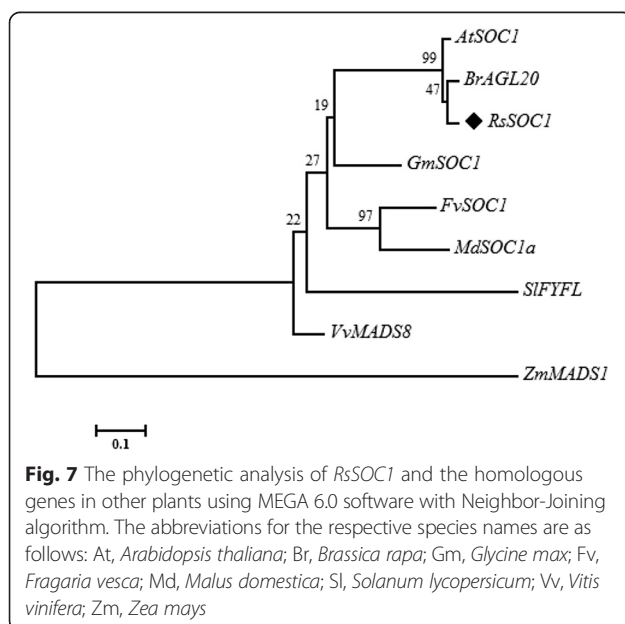 AtSOC1
99
BrAGL20
47
RsSOC1
19
GmSOC1
27
FvSOC1
97
22
MdSOC1a
SlFYFL
VvMADS8
ZmMADS1
0.1
Fig. 7 The phylogenetic analysis of RsSOC1 and the homologous
genes in other plants using MEGA 6.0 software with Neighbor-Joining
algorithm. The abbreviations for the respective species names are as
follows: At, Arabidopsis thaliana; Br, Brassica rapa; Gm, Glycine max; Fv,
Fragaria vesca; Md, Malus domestica; Sl, Solanum lycopersicum; Vv, Vitis
vinifera; Zm, Zea mays